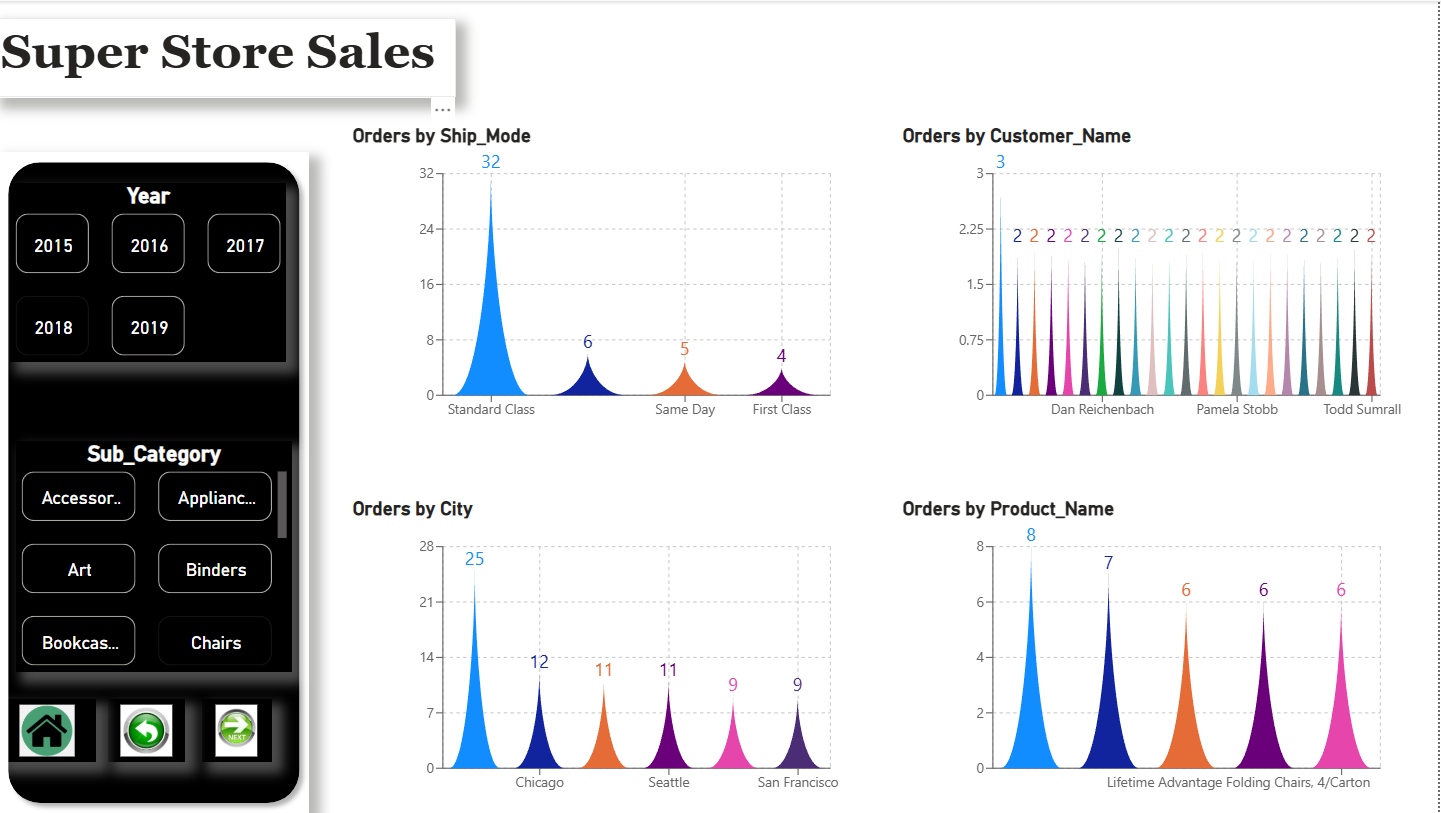 Super Store Sales
...
Year
2015 2016 2017
2018 2019
Sub_Category
Accessor.. Applianc...
Art Binders
Bookcas... Chairs
NEXT
Orders by Ship_Mode
32
32
24
16
8
0
6
5
4
Standard Class Same Day First Class
Orders by Customer_Name
3
3
2.25
1.5
0.75
0
2 2 2 2 2 2 2 2 2 2 2 2 2 2 2 2 2 2 2 2 2 2
Dan Reichenbach Pamela Stobb Todd Sumrall
Orders by City
28
21
14
7
0
25
12
11
11
9
9
Chicago Seattle San Francisco
Orders by Product_Name
8
8
6
4
2
0
7
6
6
6
Lifetime Advantage Folding Chairs, 4/Carton